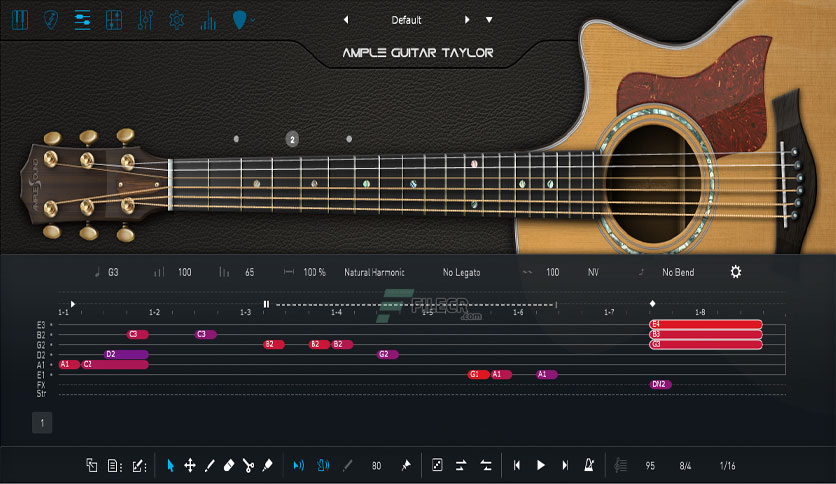 Default
AMPLE GUITAR TAYLOR
2
AMPLE SOUND
G3 100 65 100 % Natural Harmonic No Legato 100 NV No Bend
FILECR
.com
1-1 1-2 1-3 1-4 1-5 1-6 1-7 1-8
E3 E4
B2 C3 C3 B3
G2 B2 B2 B2 G3
D2 D2 G2
A1 A1 C2
E1 G1 A1 A1
FX DN2
Str
1
80 95 8/4 1/16